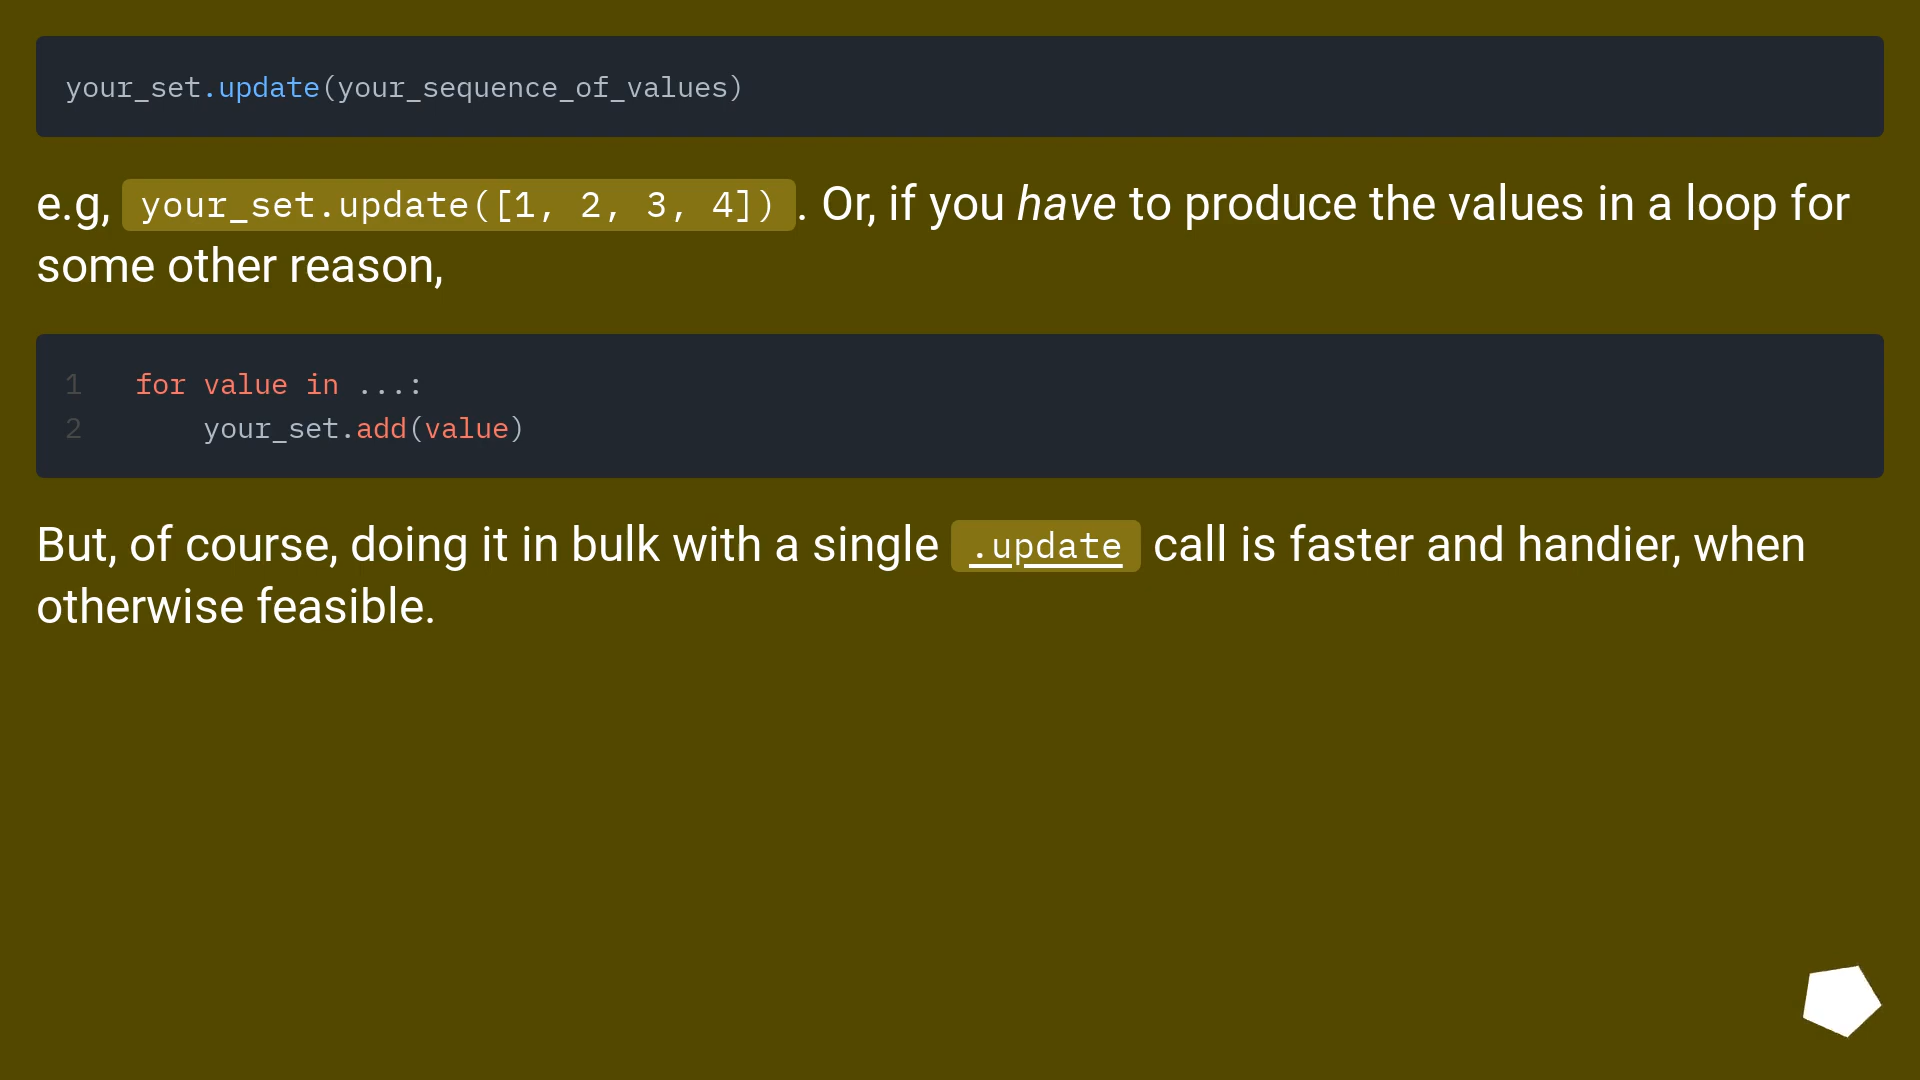 your_set.update(your_sequence_of_values)
e.g, your_set.update([1, 2, 3, 4]). Or, if you have to produce the values in a loop for
some other reason,
1 for value in ...:
2 your_set.add(value)
But, of course, doing it in bulk with a single .update call is faster and handier, when
otherwise feasible.